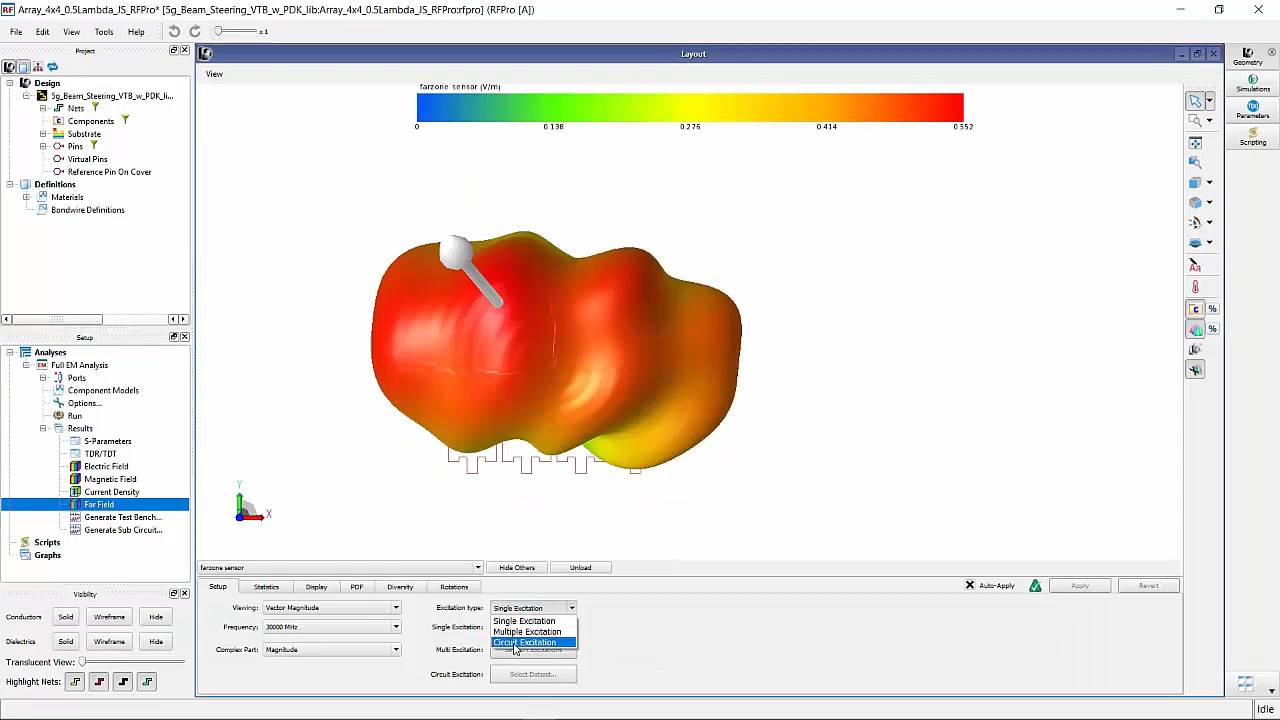 Array_4x4_0.5Lambda_JS_RFPro* [5g_Beam_Steering_VTB_w_PDK_lib:Array_4x4_0.5Lambda_JS_RFPro:rfpro] (RFPro [A])
File Edit View Tools Help x 1
Project
Layout
View
Design
5g_Beam_Steering_VTB_w_PDK_li...
Nets
Components
Substrate
Pins
Virtual Pins
Reference Pin On Cover
Definitions
Materials
Bondwire Definitions
Setup
Analyses
Full EM Analysis
Ports
Component Models
Options...
Run
Results
S-Parameters
TDR/TDT
Electric Field
Magnetic Field
Current Density
Far Field
Generate Test Bench...
Generate Sub Circuit...
Scripts
Graphs
Visiblity
Conductors Solid Wireframe Hide
Dielectrics Solid Wireframe Hide
Translucent View:
Highlight Nets:
farzone sensor (V/m)
0 0.138 0.276 0.414 0.552
Y
X
farzone sensor Hide Others Unload
Setup Statistics Display PDF Diversity Rotations Auto-Apply Apply Revert
Viewing: Vector Magnitude Excitation type: Single Excitation
Frequency: 30000 MHz Single Excitation:
Complex Part: Magnitude Multi Excitation:
Circuit Excitation: Select Dataset...
Single Excitation
Multiple Excitation
Circuit Excitation
Geometry
Simulations
Parameters
Scripting
Idle